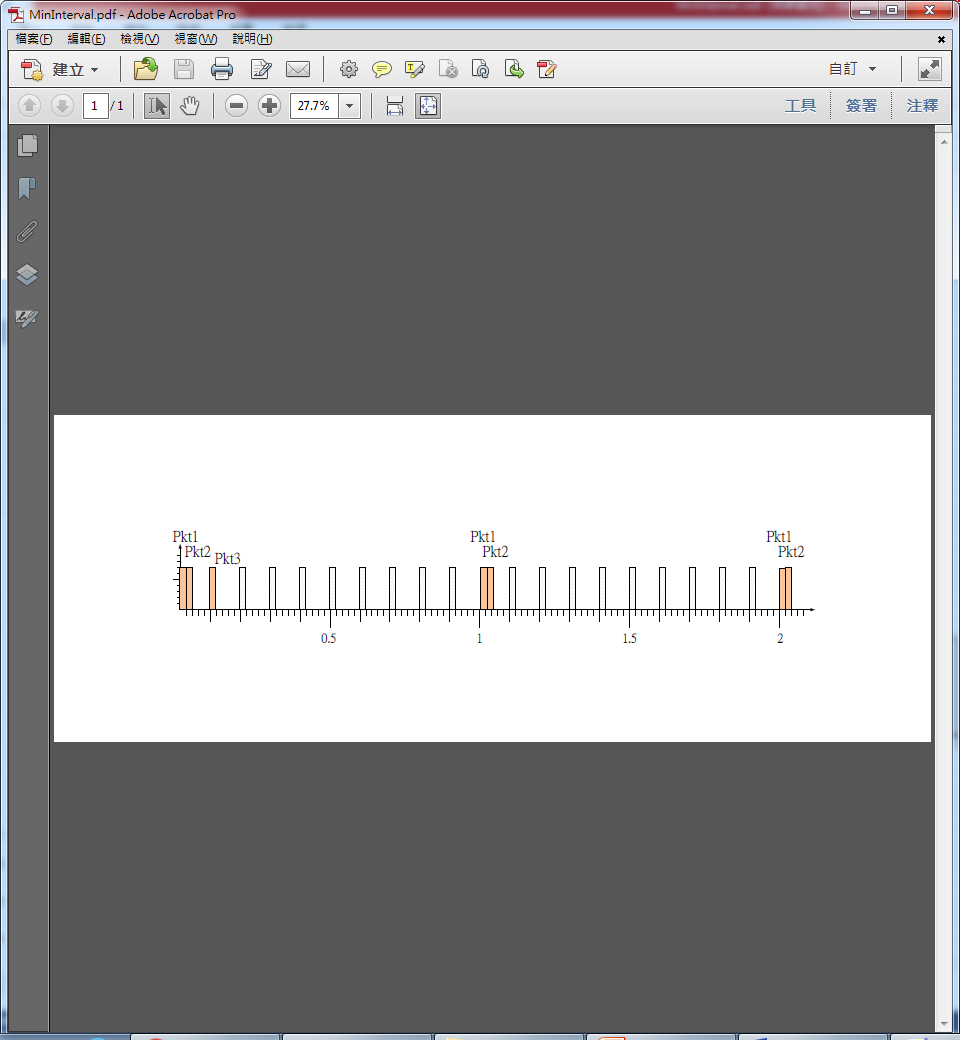 MinInterval.pdf - Adobe Acrobat Pro
檔案(F) 編輯(E) 檢視(V) 視窗(W) 說明(H)
建立 自訂
1 / 1 27.7% 工具 簽署 注釋
Pkt1 Pkt1 Pkt1
Pkt2 Pkt2 Pkt2
Pkt3
0.5 1 1.5 2